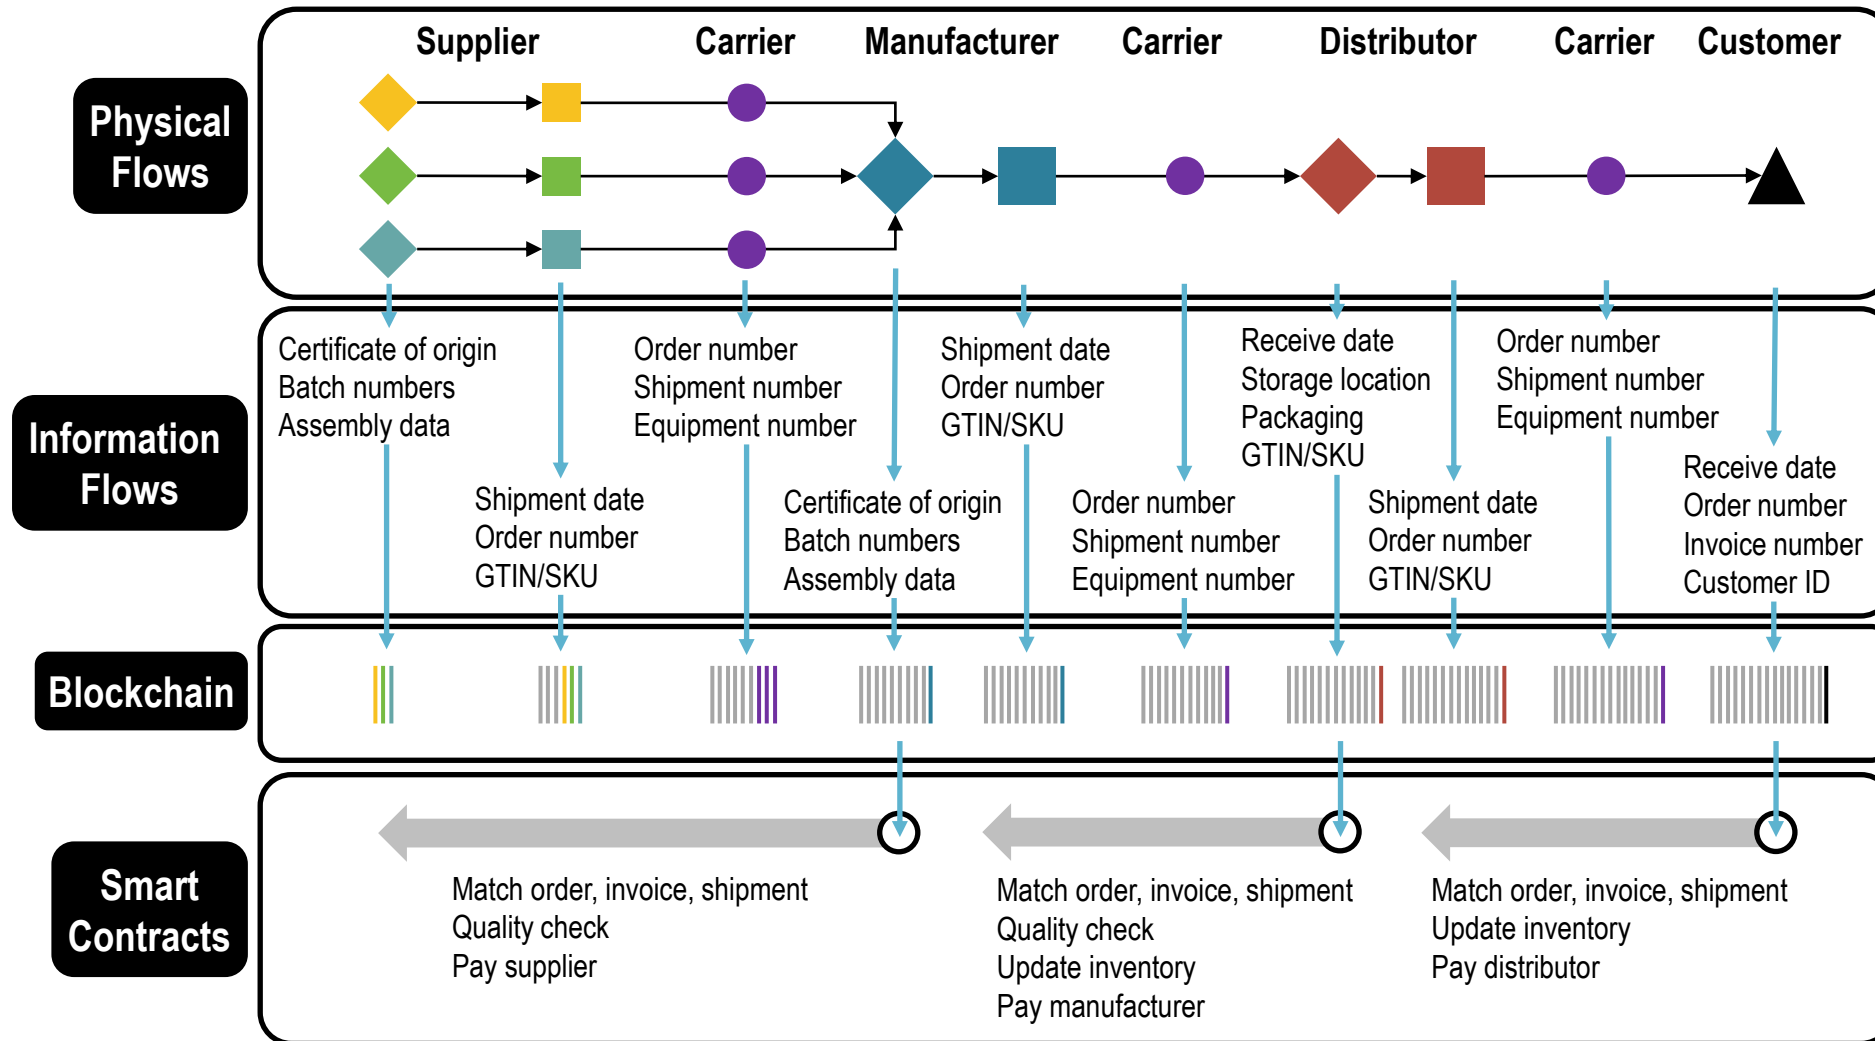 Supplier
Carrier
Manufacturer
Carrier
Distributor
Carrier
Customer
Physical
Flows
Information
Flows
Certificate of origin
Batch numbers
Assembly data
Shipment date
Order number
GTIN/SKU
Order number
Shipment number
Equipment number
Certificate of origin
Batch numbers
Assembly data
Shipment date
Order number
GTIN/SKU
Order number
Shipment number
Equipment number
Receive date
Storage location
Packaging
GTIN/SKU
Shipment date
Order number
GTIN/SKU
Order number
Shipment number
Equipment number
Receive date
Order number
Invoice number
Customer ID
Blockchain
Smart
Contracts
Match order, invoice, shipment
Quality check
Pay supplier
Match order, invoice, shipment
Quality check
Update inventory
Pay manufacturer
Match order, invoice, shipment
Update inventory
Pay distributor